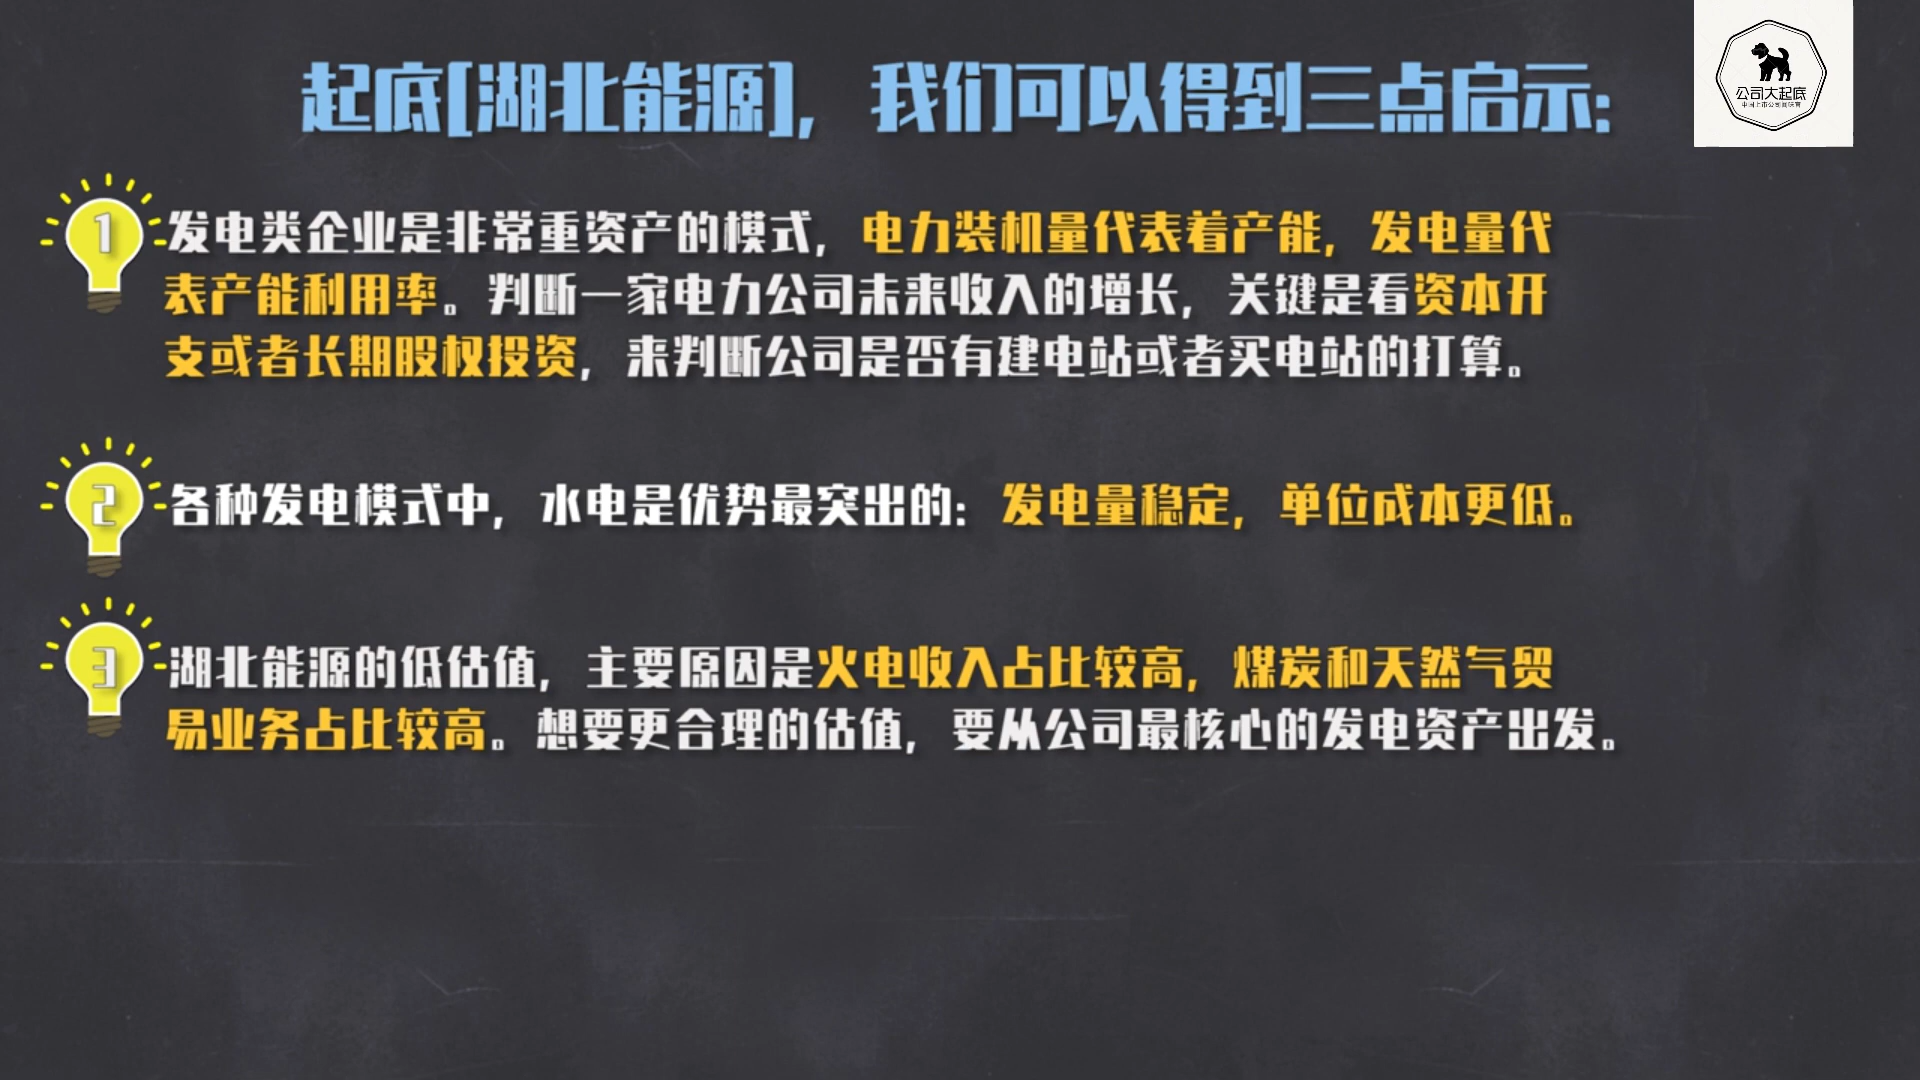 起底[湖北能源]，我们可以得到三点启示：
公司大起底
1
发电类企业是非常重资产的模式，电力装机量代表着产能，发电量代
表产能利用率。判断一家电力公司未来收入的增长，关键是看资本开
支或者长期股权投资，来判断公司是否有建电站或者买电站的打算。
2
各种发电模式中，水电是优势最突出的：发电量稳定，单位成本更低。
3
湖北能源的低估值，主要原因是火电收入占比较高，煤炭和天然气贸
易业务占比较高。想要更合理的估值，要从公司最核心的发电资产出发。